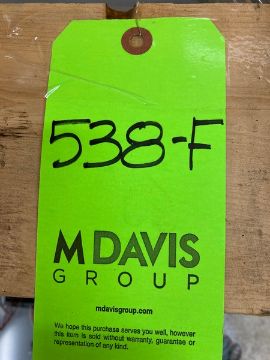 538-F
M DAVIS
GROUP
mdavisgroup.com
We hope this purchase serves you well, however
this item is sold without warranty, guarantee or
representation of any kind.